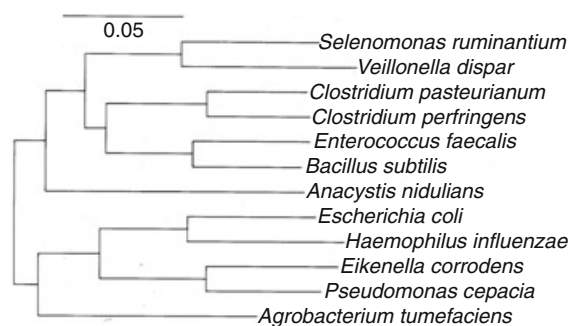 0.05
Selenomonas ruminantium
Veillonella dispar
Clostridium pasteurianum
Clostridium perfringens
Enterococcus faecalis
Bacillus subtilis
Anacystis nidulians
Escherichia coli
Haemophilus influenzae
Eikenella corrodens
Pseudomonas cepacia
Agrobacterium tumefaciens